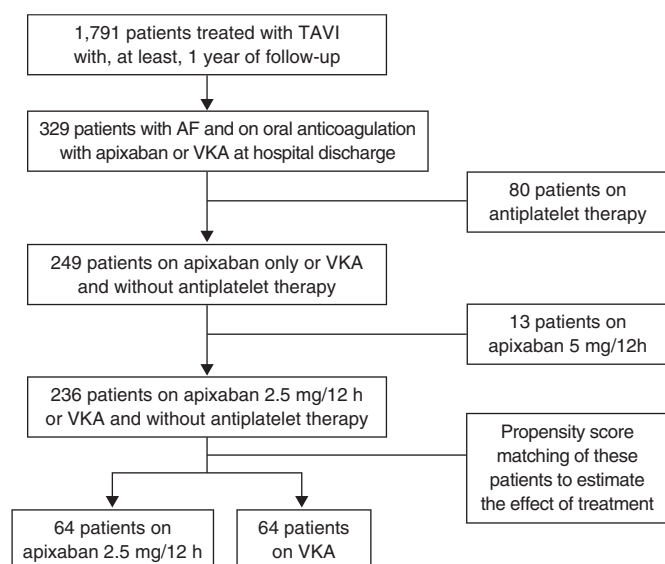 1,791 patients treated with TAVI
with, at least, 1 year of follow-up
329 patients with AF and on oral anticoagulation
with apixaban or VKA at hospital discharge
80 patients on
antiplatelet therapy
249 patients on apixaban only or VKA
and without antiplatelet therapy
13 patients on
apixaban 5 mg/12h
236 patients on apixaban 2.5 mg/12 h
or VKA and without antiplatelet therapy
Propensity score
matching of these
patients to estimate
the effect of treatment
64 patients on
apixaban 2.5 mg/12 h
64 patients
on VKA